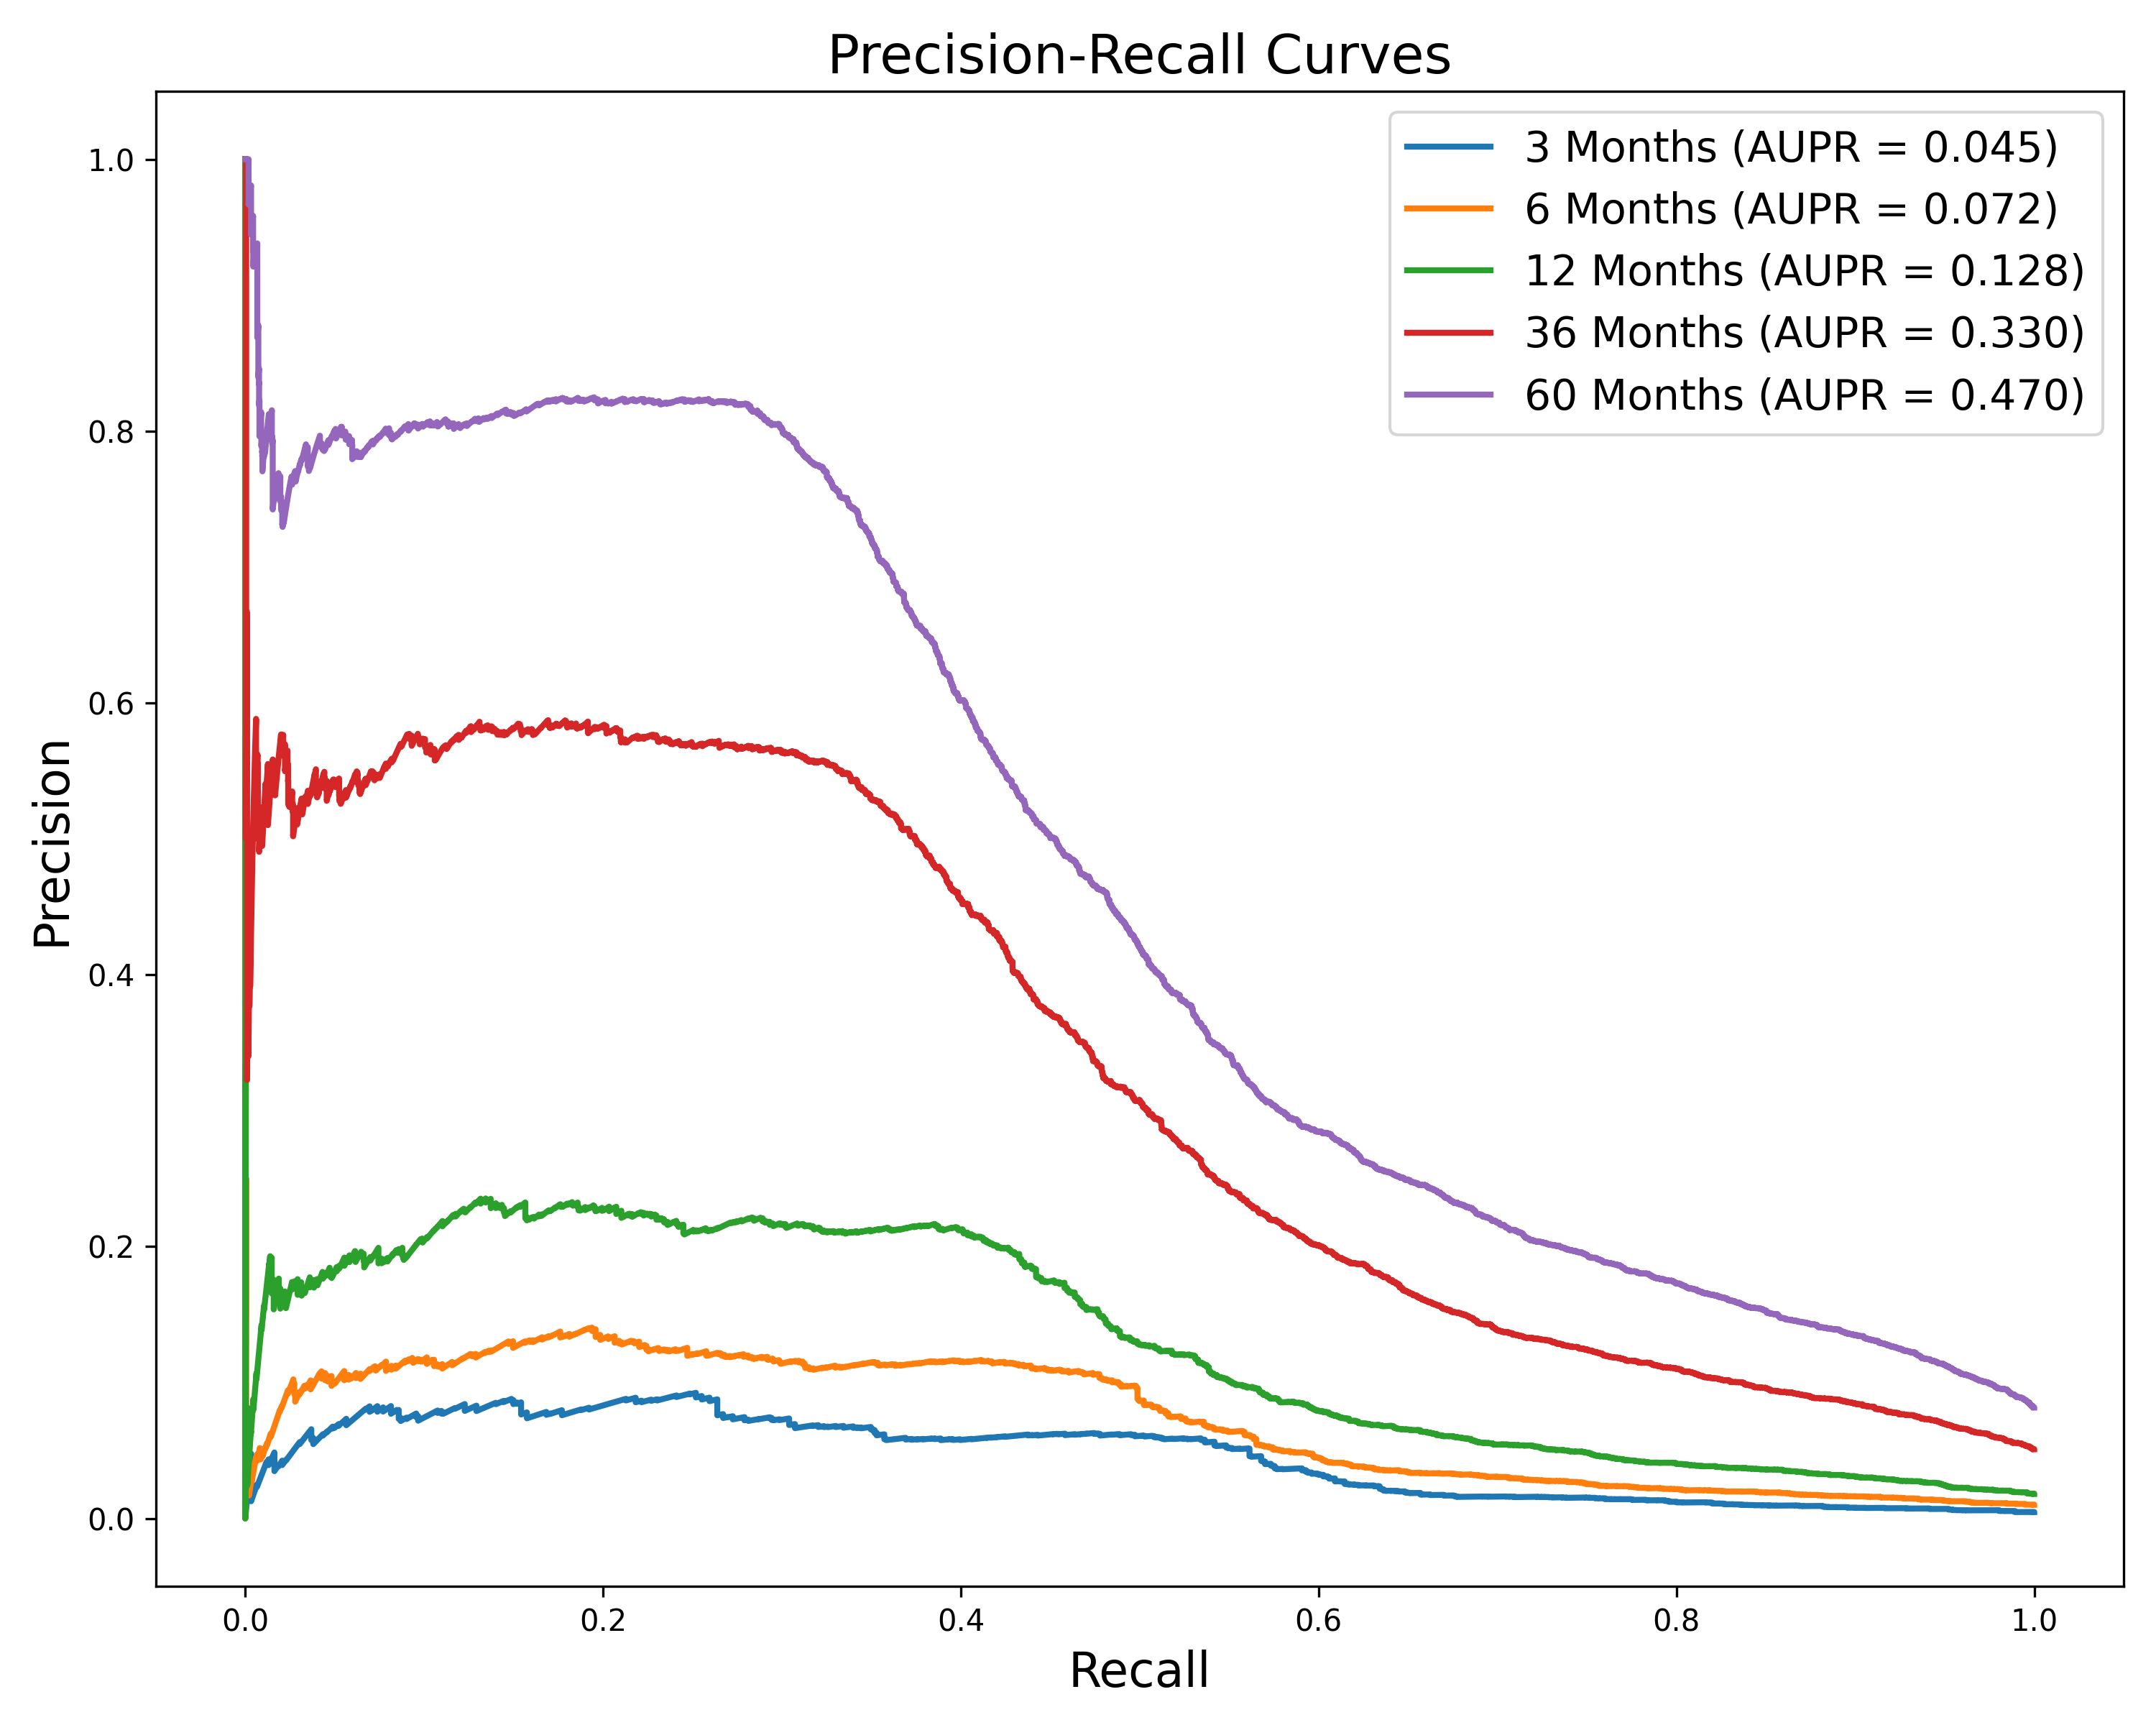 Precision-Recall Curves
3 Months (AUPR = 0.045)
6 Months (AUPR = 0.072)
12 Months (AUPR = 0.128)
36 Months (AUPR = 0.330)
60 Months (AUPR = 0.470)
Precision
1.0
0.8
0.6
0.4
0.2
0.0
0.0 0.2 0.4 0.6 0.8 1.0
Recall